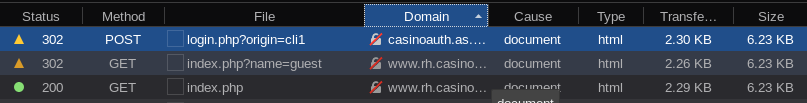 Status Method File Domain Cause Type Transfe… Size
302 POST login.php?origin=cli1 casinoauth.as.… document html 2.30 KB 6.23 KB
302 GET index.php?name=guest www.rh.casino… document html 2.26 KB 6.23 KB
200 GET index.php www.rh.casino… document html 2.29 KB 6.23 KB
document